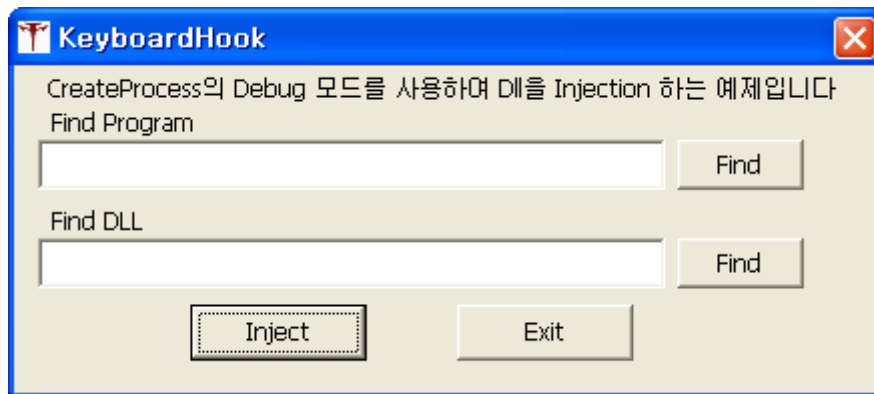 KeyboardHook
CreateProcess의 Debug 모드를 사용하며 Dll을 Injection 하는 예제입니다
Find Program
Find
Find DLL
Find
Inject
Exit